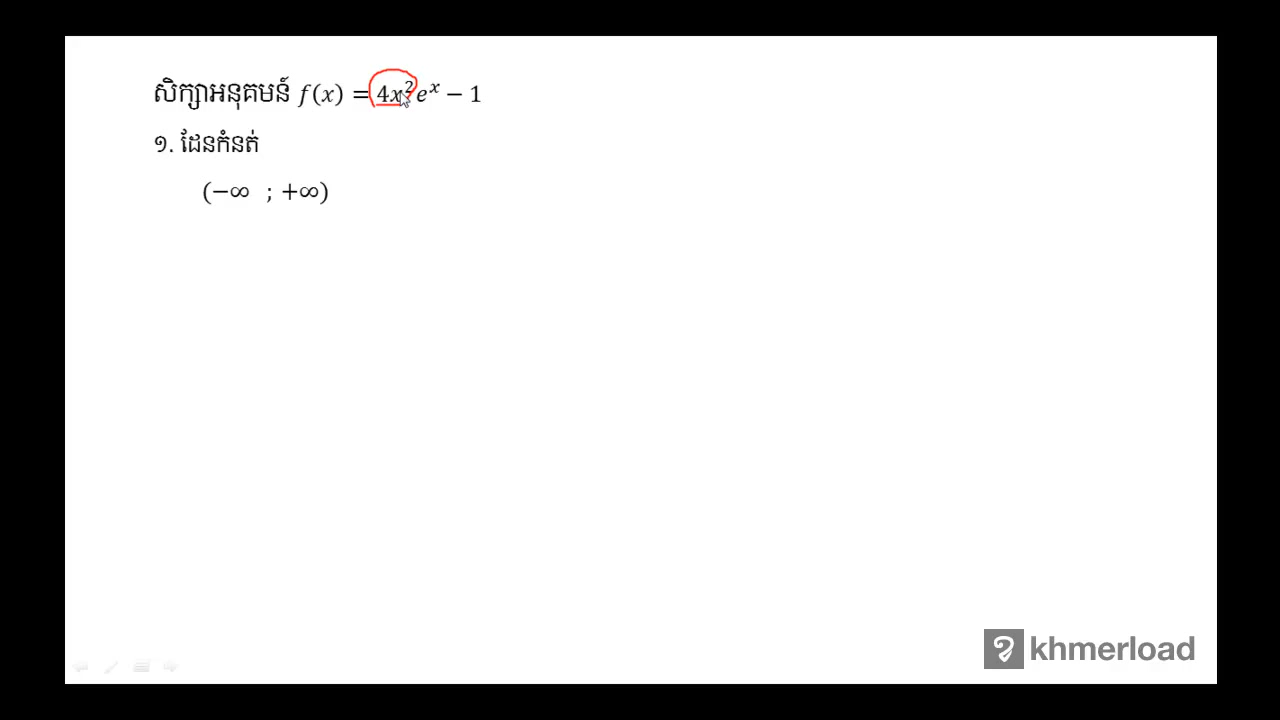 សិក្សាអនុគមន៍ f(x) = 4x²eˣ − 1
១. ដែនកំនត់
(−∞ ; +∞)
khmerload